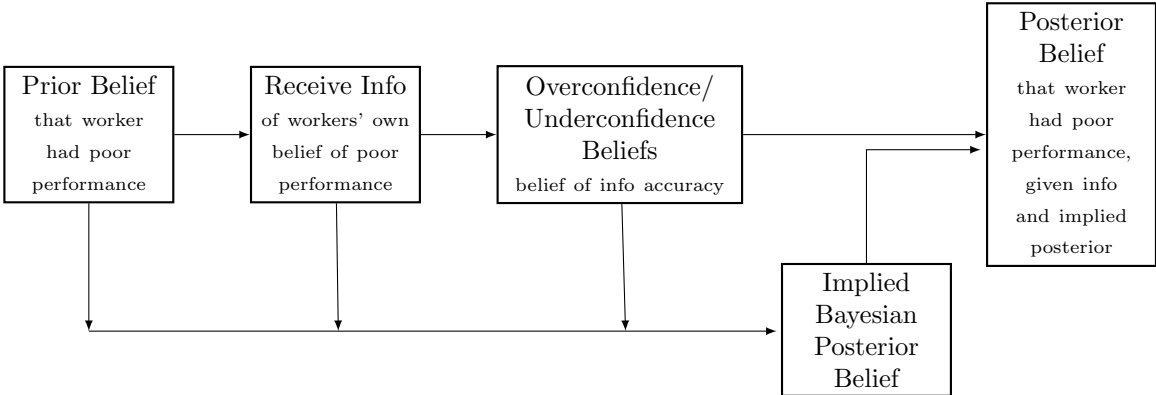 Prior Belief
that worker
had poor
performance
Receive Info
of workers' own
belief of poor
performance
Overconfidence/
Underconfidence
Beliefs
belief of info accuracy
Implied
Bayesian
Posterior
Belief
Posterior
Belief
that worker
had poor
performance,
given info
and implied
posterior